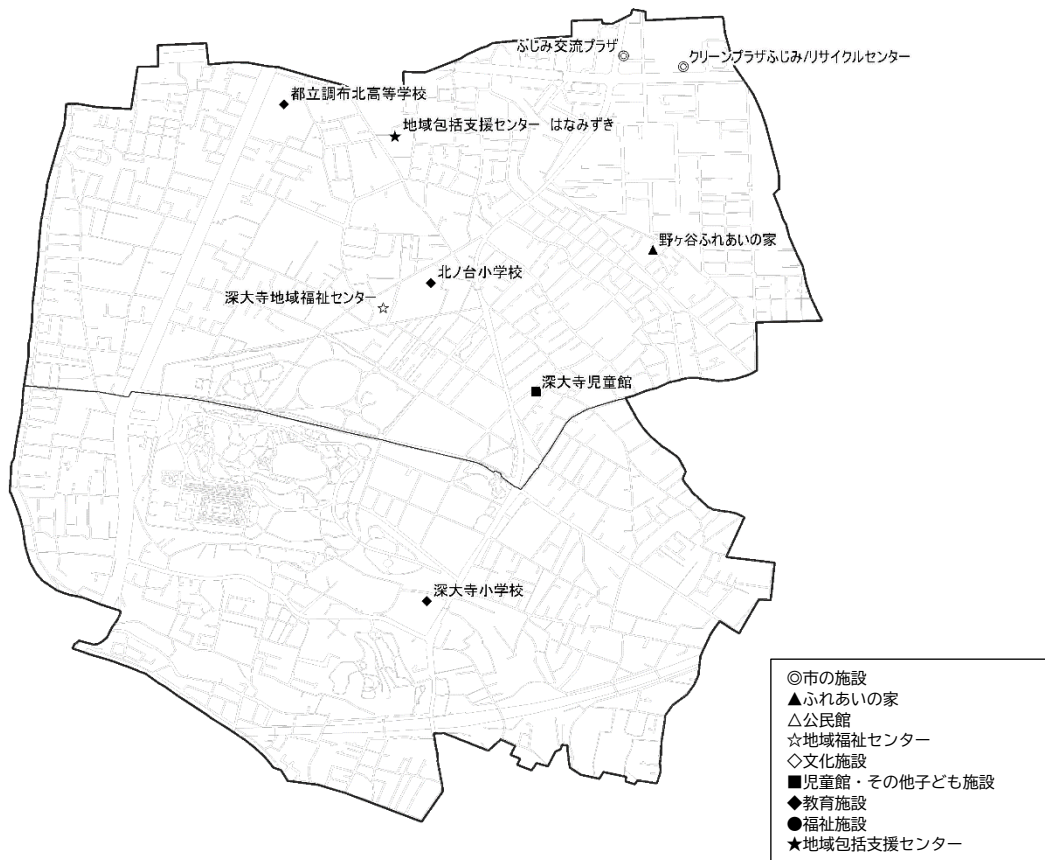 ふじみ交流プラザ
◎
クリーンプラザふじみ/リサイクルセンター
◎
都立調布北高等学校
◆
地域包括支援センター はなみずき
★
野ヶ谷ふれあいの家
▲
北ノ台小学校
◆
深大寺地域福祉センター
☆
深大寺児童館
■
深大寺小学校
◆
◎市の施設
▲ふれあいの家
△公民館
☆地域福祉センター
◇文化施設
■児童館・その他子ども施設
◆教育施設
●福祉施設
★地域包括支援センター